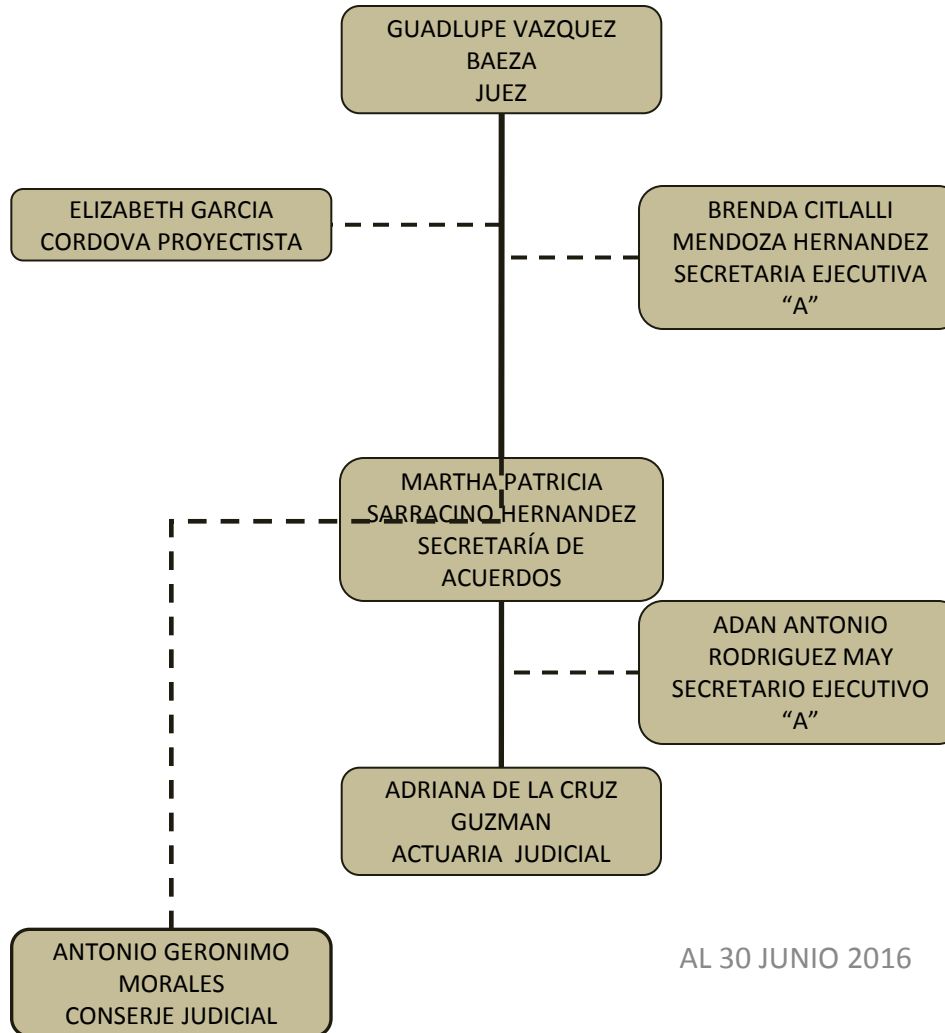 GUADLUPE VAZQUEZ
BAEZA
JUEZ
ELIZABETH GARCIA
CORDOVA PROYECTISTA
BRENDA CITLALLI
MENDOZA HERNANDEZ
SECRETARIA EJECUTIVA
“A”
MARTHA PATRICIA
SARRACINO HERNANDEZ
SECRETARÍA DE
ACUERDOS
ADAN ANTONIO
RODRIGUEZ MAY
SECRETARIO EJECUTIVO
“A”
ADRIANA DE LA CRUZ
GUZMAN
ACTUARIA JUDICIAL
ANTONIO GERONIMO
MORALES
CONSERJE JUDICIAL
AL 30 JUNIO 2016